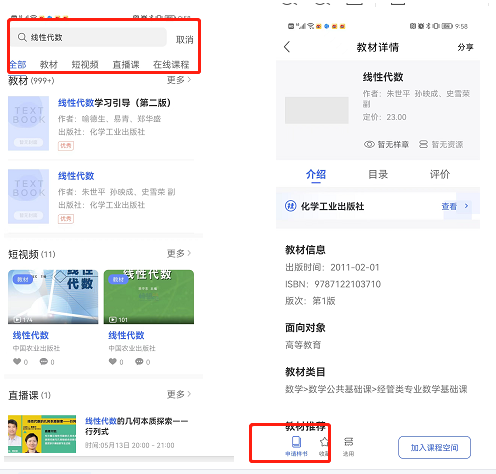 9:53
线性代数
取消
全部 教材 短视频 直播课 在线课程
教材 (999+) 更多
TEXT BOOK
线性代数学习引导（第二版）
作者：喻德生、易青、郑华盛
出版社：化学工业出版社
优秀
TEXT BOOK
线性代数
作者：朱世平 孙映成、史雪荣 副
出版社：化学工业出版社
优秀
短视频 (11) 更多
教材
线性代数
174
线性代数
中国农业出版社
0 0
教材
线性代数
101
线性代数
中国农业出版社
0 0
直播课 (1) 更多
线性代数的几何本质探索——行列式
时间:05月13日 20:00 - 21:00
9:58
教材详情
分享
线性代数
作者：朱世平 孙映成、史雪荣
副
定价：23.00
暂无样章 暂无资源
介绍 目录 评价
化学工业出版社 查看
教材信息
出版时间：2011-02-01
ISBN：9787122103710
版次：第1版
面向对象
高等教育
教材类目
数学>数学公共基础课>经管类专业数学基础课
教材推荐
申请样书 收藏 选用
加入课程空间